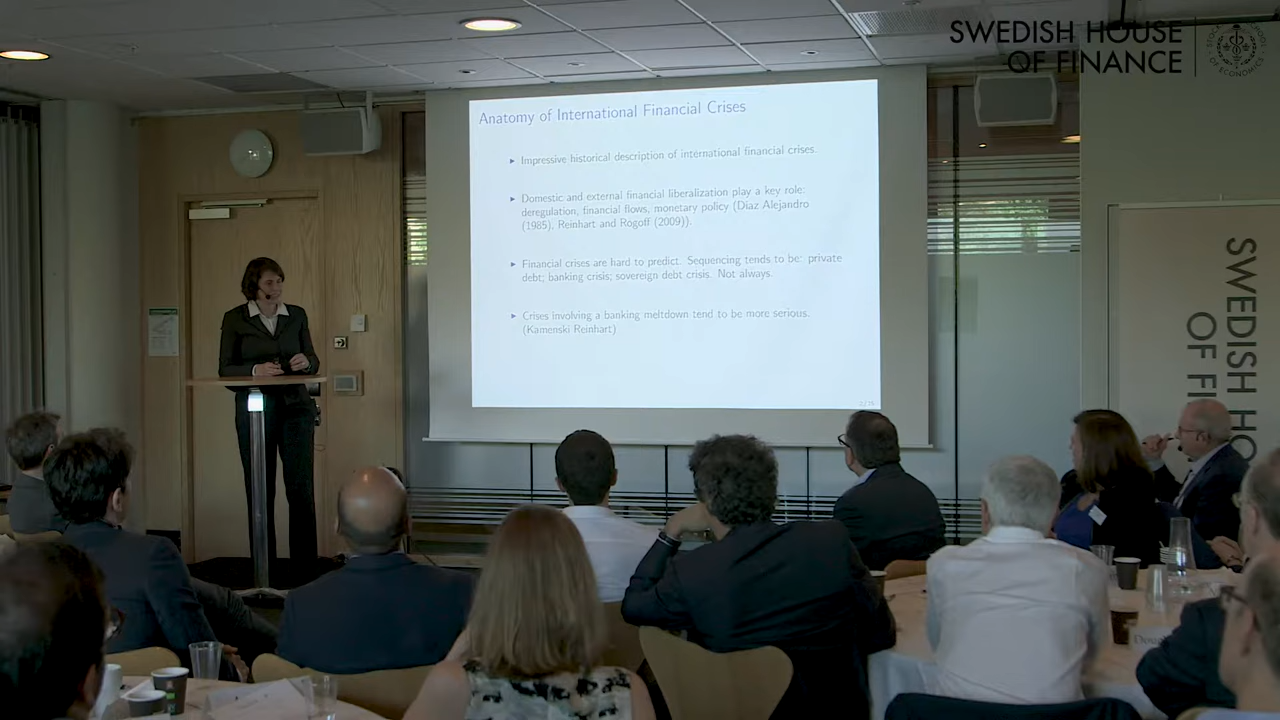 SWEDISH HOUSE
OF FINANCE
Anatomy of International Financial Crises
Impressive historical description of international financial crises.
Domestic and external financial liberalization play a key role:
deregulation, financial flows, monetary policy (Diaz Alejandro
(1985), Reinhart and Rogoff (2009)).
Financial crises are hard to predict. Sequencing tends to be: private
debt; banking crisis; sovereign debt crisis. Not always.
Crises involving a banking meltdown tend to be more serious.
(Kamenski Reinhart)
SWEDISH HO
OF FI